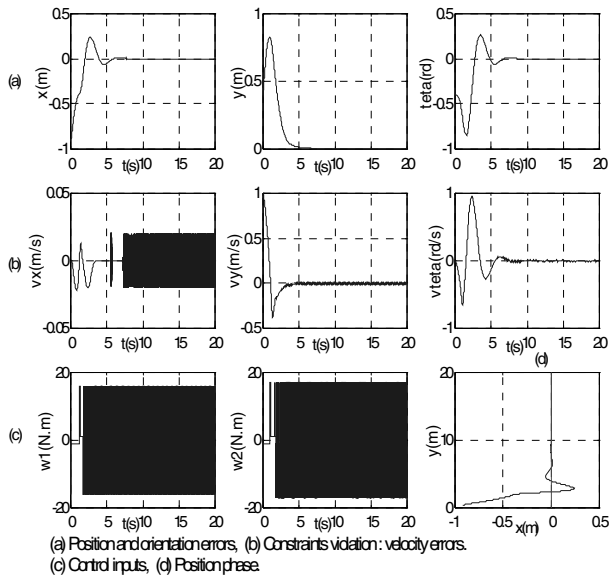 (a)
x(m)
0.5
0
-0.5
-1
0 5 10 15 20
t(s)
y(m)
1
0.5
0
0 5 10 15 20
t(s)
teta(rd)
0.5
0
-0.5
-1
0 5 10 15 20
t(s)
(b)
vx(m/s)
0.05
0
-0.05
0 5 10 15 20
t(s)
vy(m/s)
1
0.5
0
-0.5
0 5 10 15 20
t(s)
vteta(rd/s)
1
0.5
0
-0.5
0 5 10 15 20
t(s)
(c)
w1(N.m)
20
0
-20
0 5 10 15 20
t(s)
w2(N.m)
20
0
-20
0 5 10 15 20
t(s)
(d)
y(m)
20
10
0
-1 -0.5 0 0.5
x(m)
(a) Position and orientation errors, (b) Constraints violation : velocity errors.
(c) Control inputs, (d) Position phase.